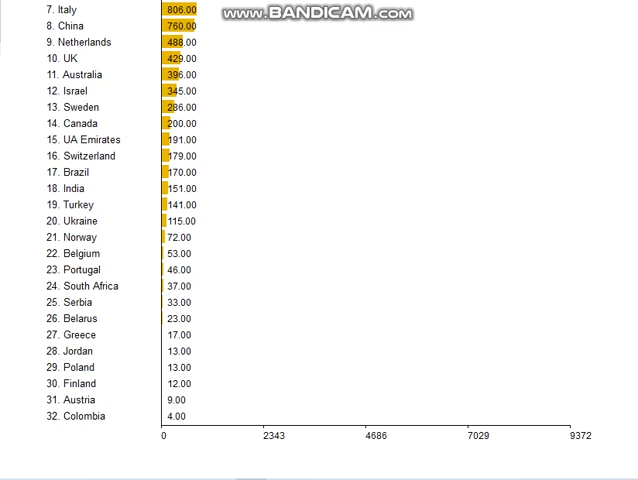 www.BANDICAM.com
7. Italy 806.00
8. China 760.00
9. Netherlands 488.00
10. UK 429.00
11. Australia 396.00
12. Israel 345.00
13. Sweden 286.00
14. Canada 200.00
15. UA Emirates 191.00
16. Switzerland 179.00
17. Brazil 170.00
18. India 151.00
19. Turkey 141.00
20. Ukraine 115.00
21. Norway 72.00
22. Belgium 53.00
23. Portugal 46.00
24. South Africa 37.00
25. Serbia 33.00
26. Belarus 23.00
27. Greece 17.00
28. Jordan 13.00
29. Poland 13.00
30. Finland 12.00
31. Austria 9.00
32. Colombia 4.00
0 2343 4686 7029 9372